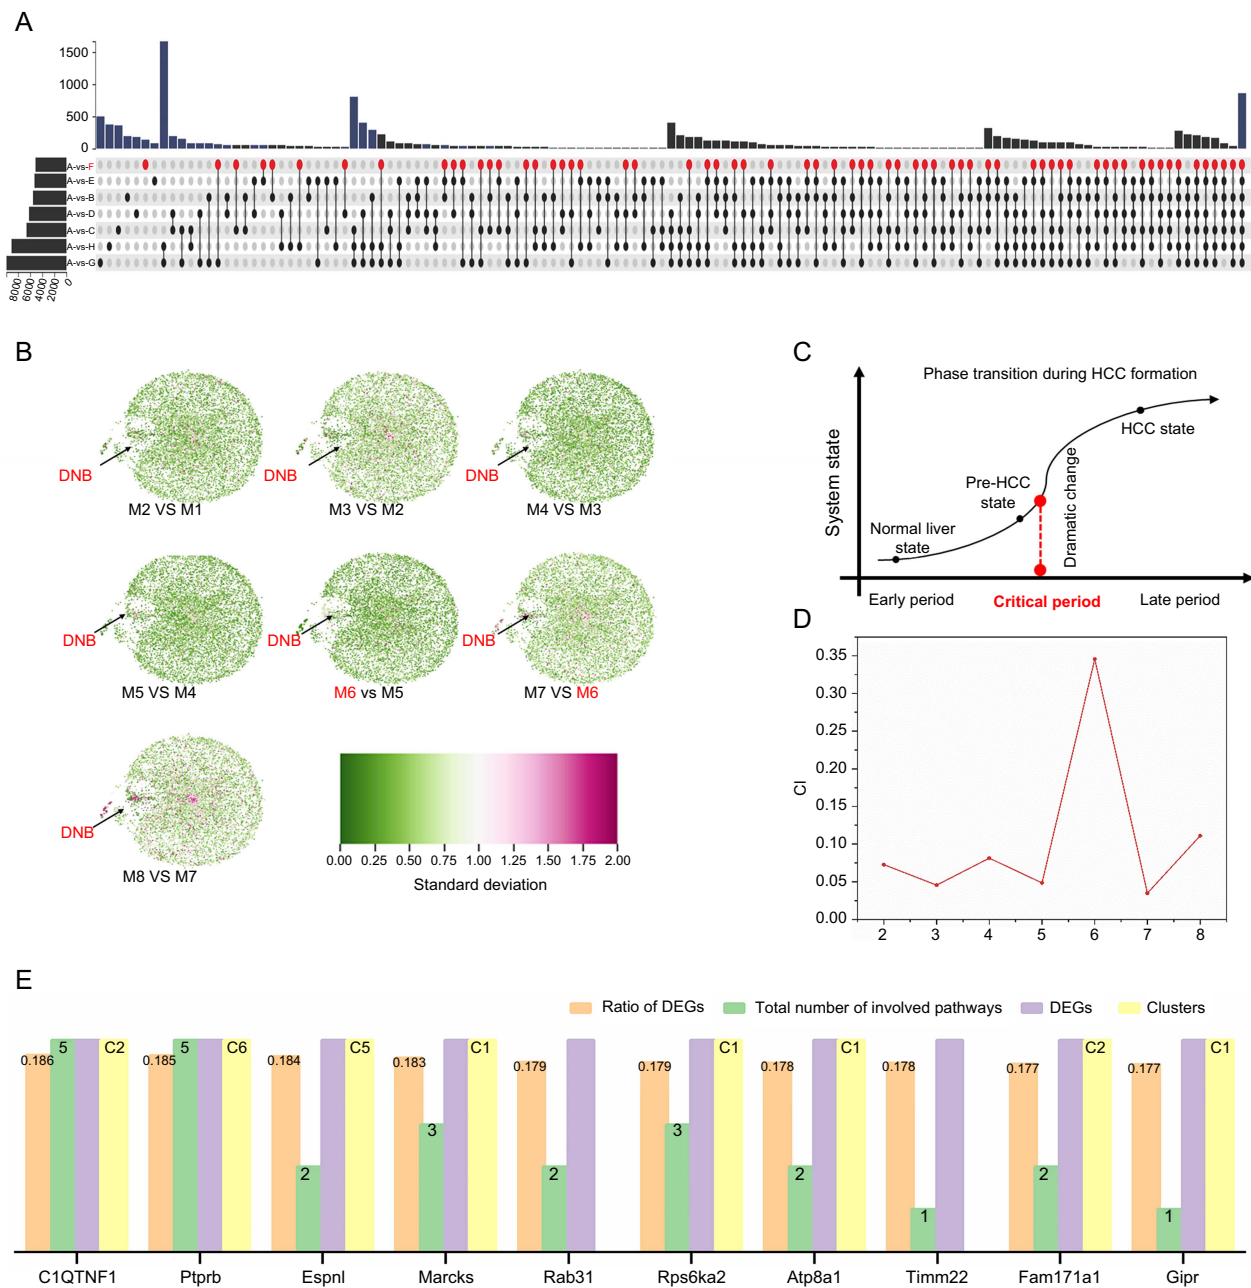 A
1500
1000
500
0
A-vs-F
A-vs-E
A-vs-B
A-vs-D
A-vs-C
A-vs-H
A-vs-G
8000 6000 4000 2000 0
B
DNB
M2 VS M1
DNB
M3 VS M2
DNB
M4 VS M3
DNB
M5 VS M4
DNB
M6 vs M5
DNB
M7 VS M6
DNB
M8 VS M7
0.00 0.25 0.50 0.75 1.00 1.25 1.50 1.75 2.00
Standard deviation
C
Phase transition during HCC formation
System state
HCC state
Pre-HCC
state
Dramatic change
Normal liver
state
Early period
Critical period
Late period
D
CI
0.35
0.30
0.25
0.20
0.15
0.10
0.05
0.00
2 3 4 5 6 7 8
E
Ratio of DEGs
Total number of involved pathways
DEGs
Clusters
0.186 5 C2
0.185 5 C6
0.184 2 C5
0.183 3 C1
0.179 2
0.179 3 C1
0.178 2 C1
0.178 1
0.177 2 C2
0.177 1 C1
C1QTNF1 Ptprb Espnl Marcks Rab31 Rps6ka2 Atp8a1 Timm22 Fam171a1 Gipr